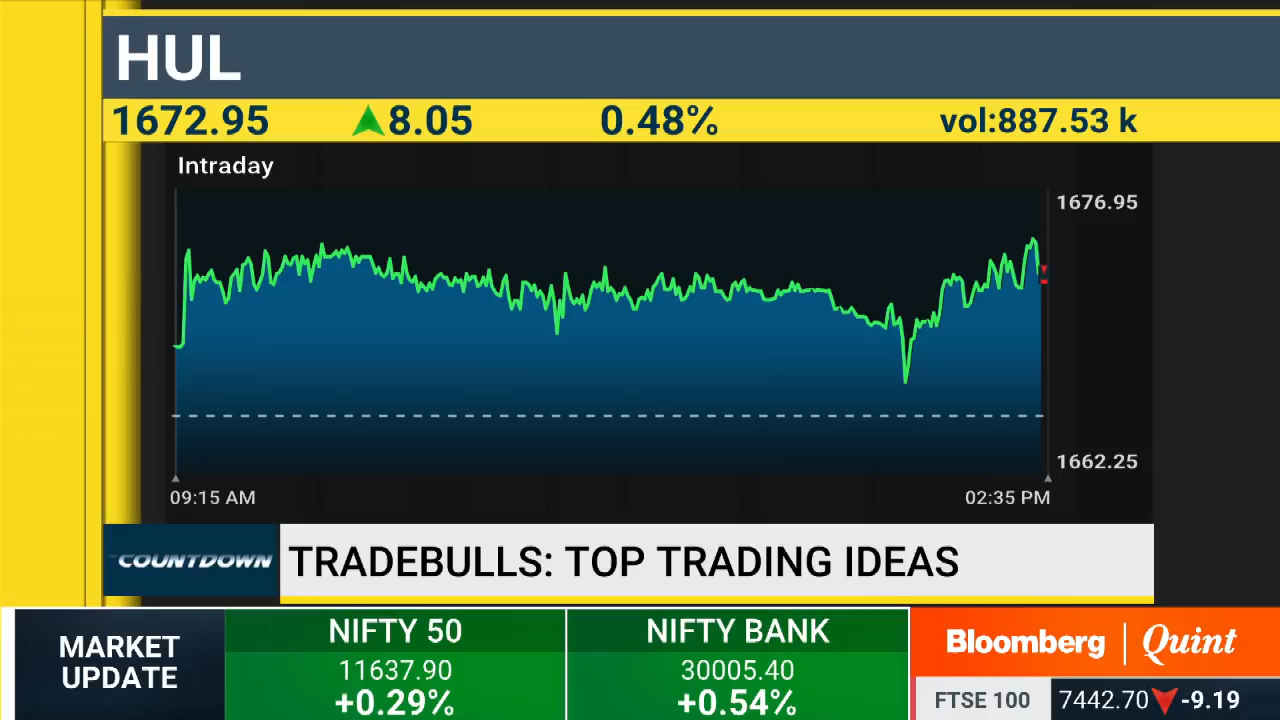 HUL
1672.95 ▲ 8.05 0.48% vol:887.53 k
Intraday
1676.95
1662.25
09:15 AM 02:35 PM
COUNTDOWN
TRADEBULLS: TOP TRADING IDEAS
MARKET
UPDATE
NIFTY 50
11637.90
+0.29%
NIFTY BANK
30005.40
+0.54%
Bloomberg | Quint
FTSE 100 7442.70 ▼ -9.19